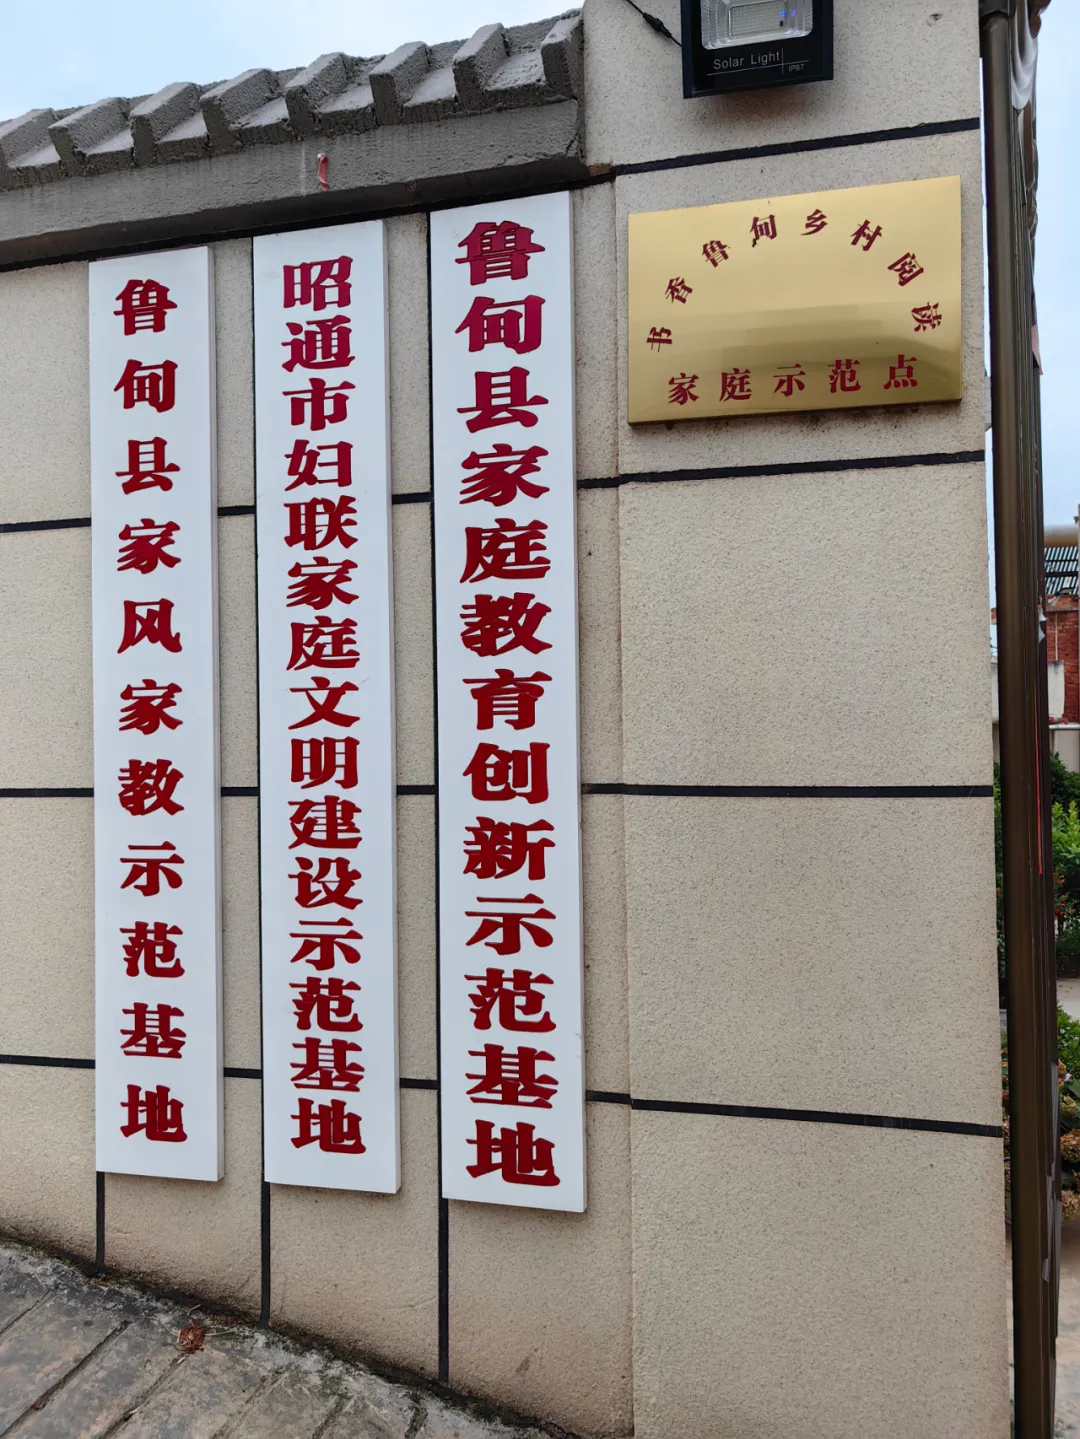 鲁甸县家风家教示范基地
昭通市妇联家庭文明建设示范基地
鲁甸县家庭教育创新示范基地
书香鲁甸乡村阅读
家庭示范点
Solar Light
IP67